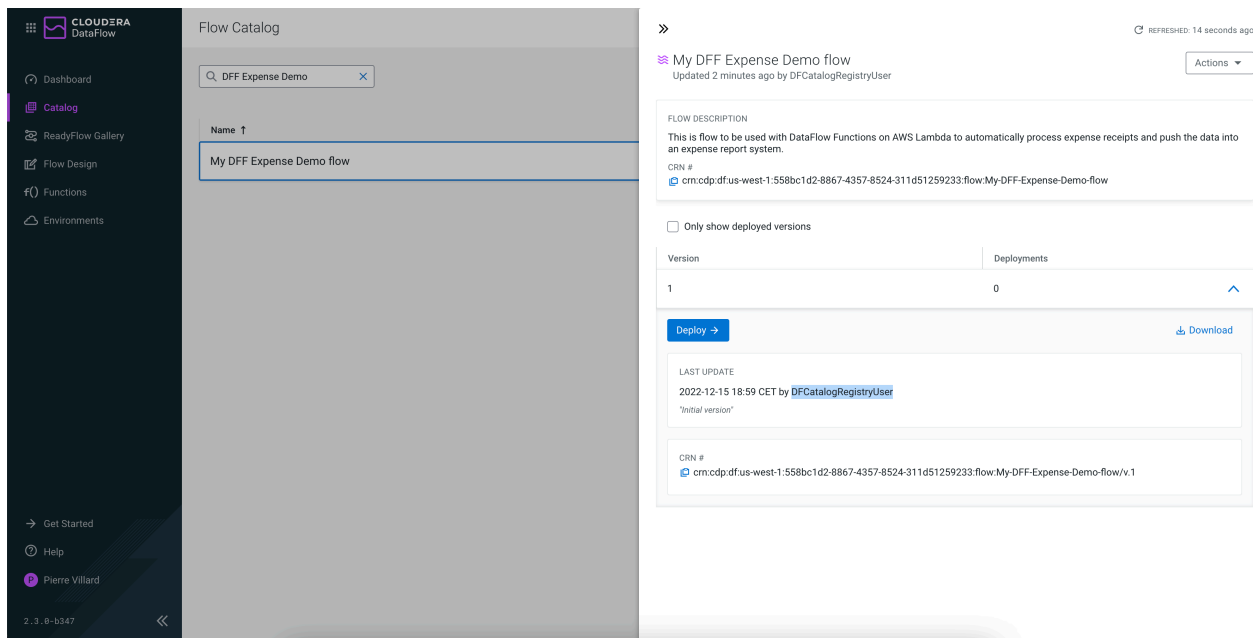 CLOUDERA
DataFlow
Dashboard
Catalog
ReadyFlow Gallery
Flow Design
f() Functions
Environments
Get Started
Help
P Pierre Villard
2.3.0-b347
Flow Catalog
DFF Expense Demo
Name
My DFF Expense Demo flow
REFRESHED: 14 seconds ago
My DFF Expense Demo flow
Updated 2 minutes ago by DFCatalogRegistryUser
Actions
FLOW DESCRIPTION
This is flow to be used with DataFlow Functions on AWS Lambda to automatically process expense receipts and push the data into
an expense report system.
CRN #
crn:cdp:df:us-west-1:558bc1d2-8867-4357-8524-311d51259233:flow:My-DFF-Expense-Demo-flow
Only show deployed versions
Version Deployments
1 0
Deploy
Download
LAST UPDATE
2022-12-15 18:59 CET by DFCatalogRegistryUser
"Initial version"
CRN #
crn:cdp:df:us-west-1:558bc1d2-8867-4357-8524-311d51259233:flow:My-DFF-Expense-Demo-flow/v.1